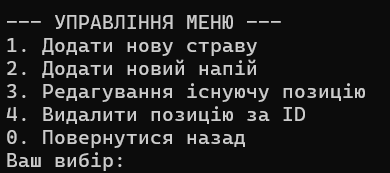 --- УПРАВЛІННЯ МЕНЮ ---
1. Додати нову страву
2. Додати новий напій
3. Редагування існуючу позицію
4. Видалити позицію за ID
0. Повернутися назад
Ваш вибір: